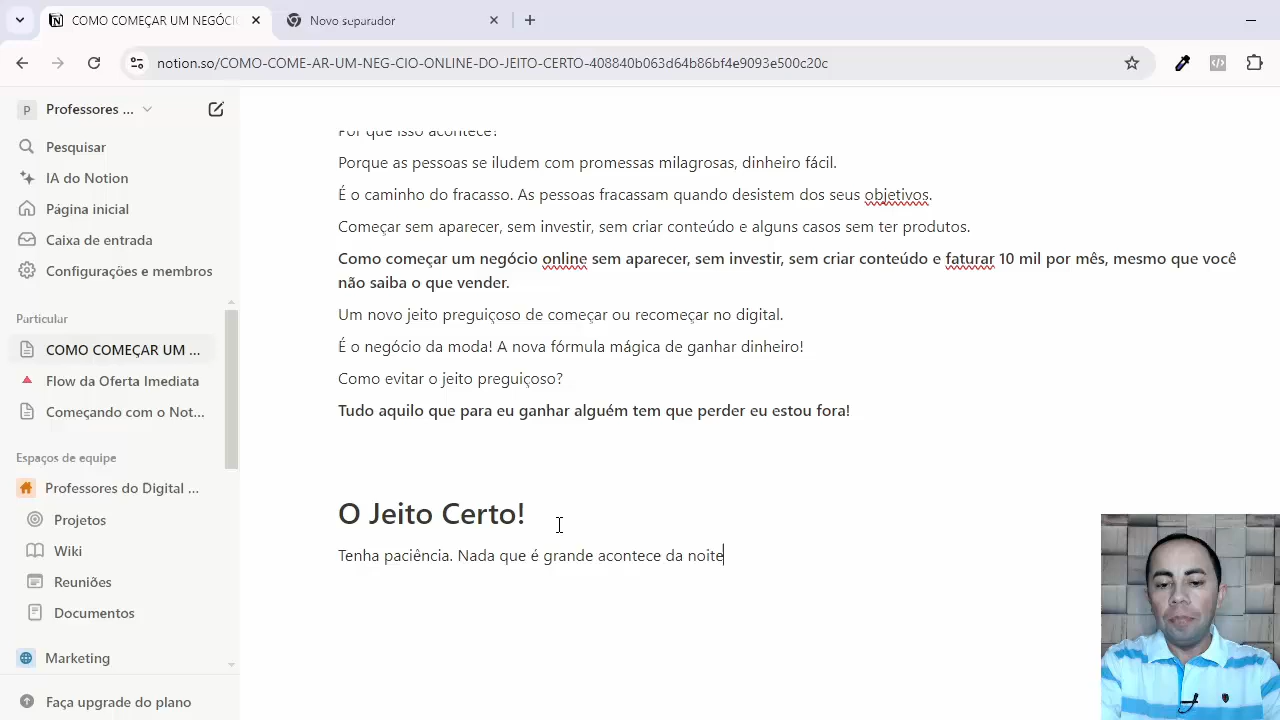 COMO COMEÇAR UM NEGÓCIO
Novo separador
notion.so/COMO-COME-AR-UM-NEG-CIO-ONLINE-DO-JEITO-CERTO-408840b063d64b86bf4e9093e500c20c
P Professores ...
Pesquisar
IA do Notion
Página inicial
Caixa de entrada
Configurações e membros
Particular
COMO COMEÇAR UM ...
Flow da Oferta Imediata
Começando com o Not...
Espaços de equipe
Professores do Digital ...
Projetos
Wiki
Reuniões
Documentos
Marketing
Faça upgrade do plano
Por que isso acontece?
Porque as pessoas se iludem com promessas milagrosas, dinheiro fácil.
É o caminho do fracasso. As pessoas fracassam quando desistem dos seus objetivos.
Começar sem aparecer, sem investir, sem criar conteúdo e alguns casos sem ter produtos.
Como começar um negócio online sem aparecer, sem investir, sem criar conteúdo e faturar 10 mil por mês, mesmo que você
não saiba o que vender.
Um novo jeito preguiçoso de começar ou recomeçar no digital.
É o negócio da moda! A nova fórmula mágica de ganhar dinheiro!
Como evitar o jeito preguiçoso?
Tudo aquilo que para eu ganhar alguém tem que perder eu estou fora!
O Jeito Certo!
Tenha paciência. Nada que é grande acontece da noite